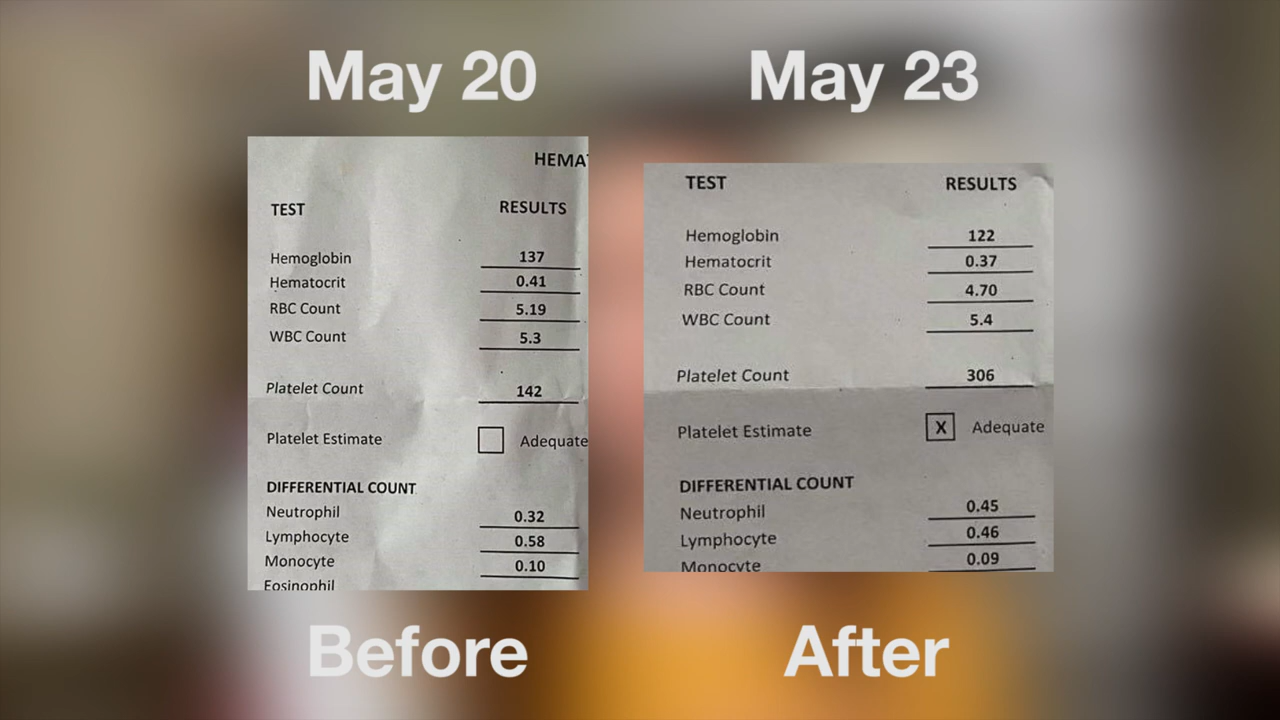 May 20
May 23
HEMA
TEST RESULTS
Hemoglobin 137
Hematocrit 0.41
RBC Count 5.19
WBC Count 5.3
Platelet Count 142
Platelet Estimate Adequate
DIFFERENTIAL COUNT
Neutrophil 0.32
Lymphocyte 0.58
Monocyte 0.10
Eosinophil
TEST RESULTS
Hemoglobin 122
Hematocrit 0.37
RBC Count 4.70
WBC Count 5.4
Platelet Count 306
Platelet Estimate X Adequate
DIFFERENTIAL COUNT
Neutrophil 0.45
Lymphocyte 0.46
Monocyte 0.09
Before
After